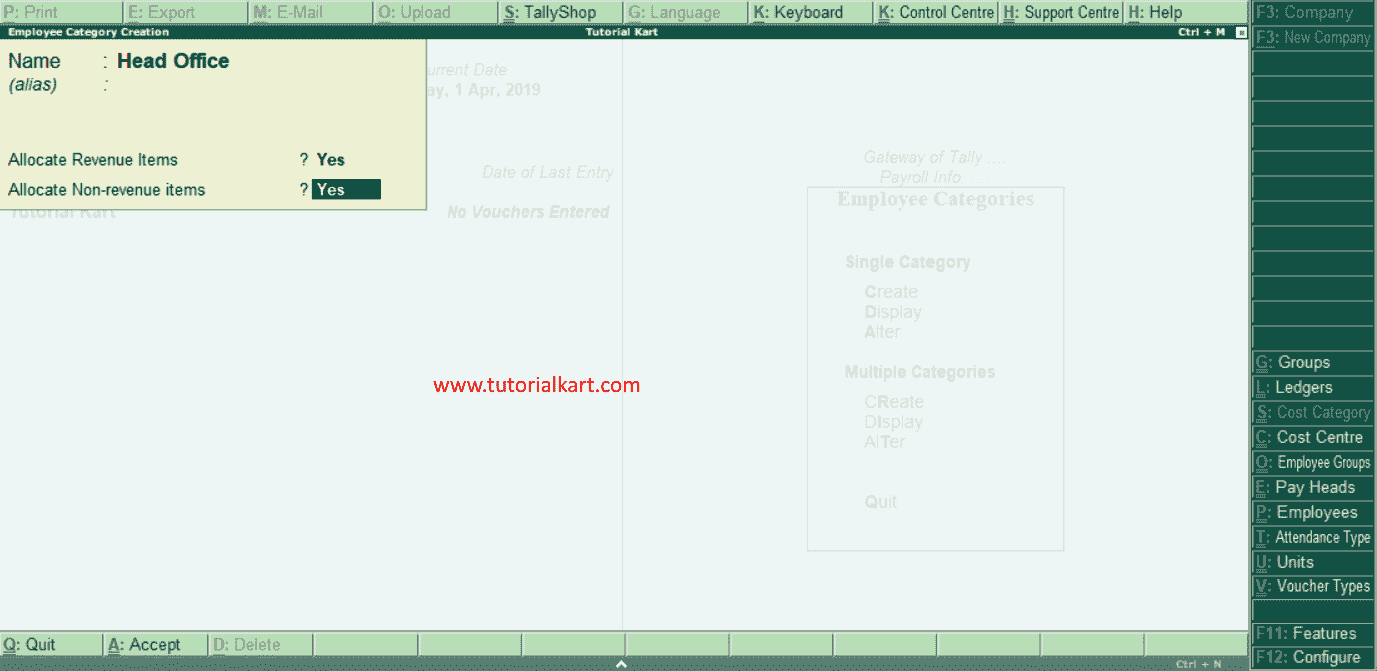 P: Print E: Export M: E-Mail O: Upload S: TallyShop G: Language K: Keyboard K: Control Centre H: Support Centre H: Help F3: Company
Employee Category Creation Tutorial Kart Ctrl + M
F3: New Company
Name : Head Office
(alias) :
Allocate Revenue Items ? Yes
Allocate Non-revenue items ? Yes
urrent Date
ay, 1 Apr, 2019
Date of Last Entry
Tutorial Kart No Vouchers Entered
Gateway of Tally ....
Payroll Info. ...
Employee Categories
Single Category
Create
Display
Alter
Multiple Categories
CReate
DIsplay
AlTer
Quit
www.tutorialkart.com
G: Groups
L: Ledgers
S: Cost Category
C: Cost Centre
O: Employee Groups
E: Pay Heads
P: Employees
T: Attendance Type
U: Units
V: Voucher Types
F11: Features
F12: Configure
Q: Quit A: Accept D: Delete
Ctrl + N